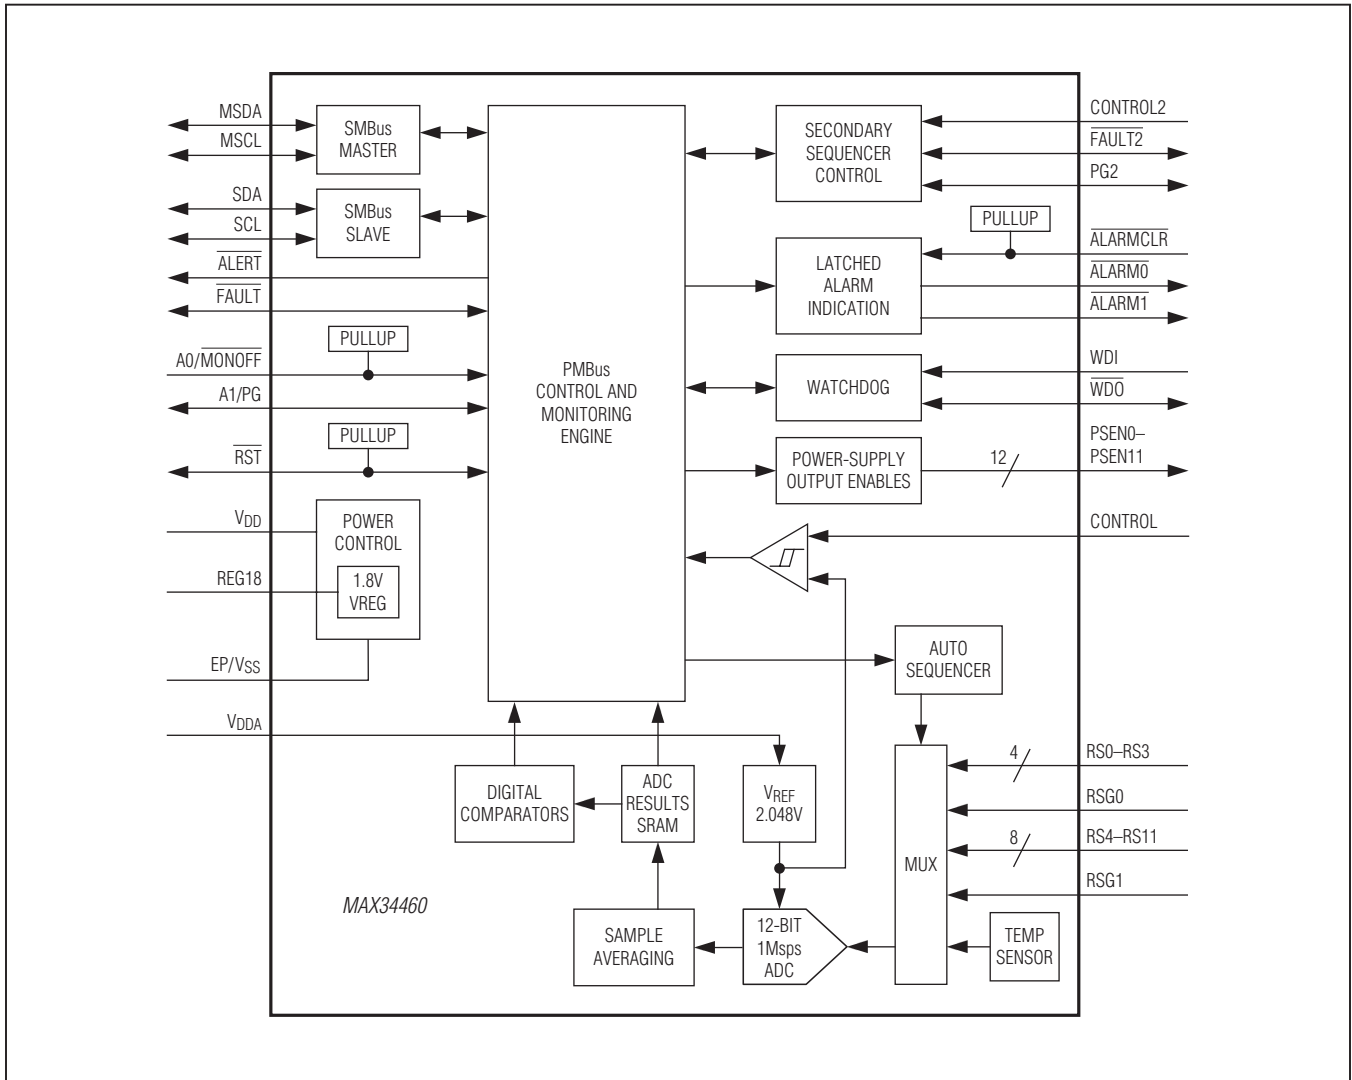 MSDA
MSCL
SMBus
MASTER
SDA
SCL
SMBus
SLAVE
ALERT
FAULT
PULLUP
A0/MONOFF
A1/PG
PULLUP
RST
VDD
POWER
CONTROL
REG18
1.8V
VREG
EP/VSS
VDDA
PMBus
CONTROL AND
MONITORING
ENGINE
SECONDARY
SEQUENCER
CONTROL
CONTROL2
FAULT2
PG2
PULLUP
LATCHED
ALARM
INDICATION
ALARMCLR
ALARM0
ALARM1
WATCHDOG
WDI
WDO
POWER-SUPPLY
OUTPUT ENABLES
12
PSEN0–
PSEN11
CONTROL
AUTO
SEQUENCER
DIGITAL
COMPARATORS
ADC
RESULTS
SRAM
VREF
2.048V
MUX
4
RS0–RS3
RSG0
8
RS4–RS11
RSG1
TEMP
SENSOR
MAX34460
SAMPLE
AVERAGING
12-BIT
1Msps
ADC